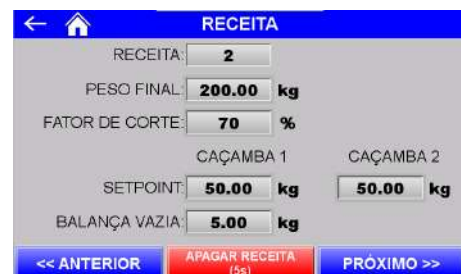 RECEITA
RECEITA: 2
PESO FINAL: 200.00 kg
FATOR DE CORTE: 70 %
CAÇAMBA 1 CAÇAMBA 2
SETPOINT: 50.00 kg 50.00 kg
BALANÇA VAZIA: 5.00 kg
<< ANTERIOR APAGAR RECEITA PRÓXIMO >>
(5s)